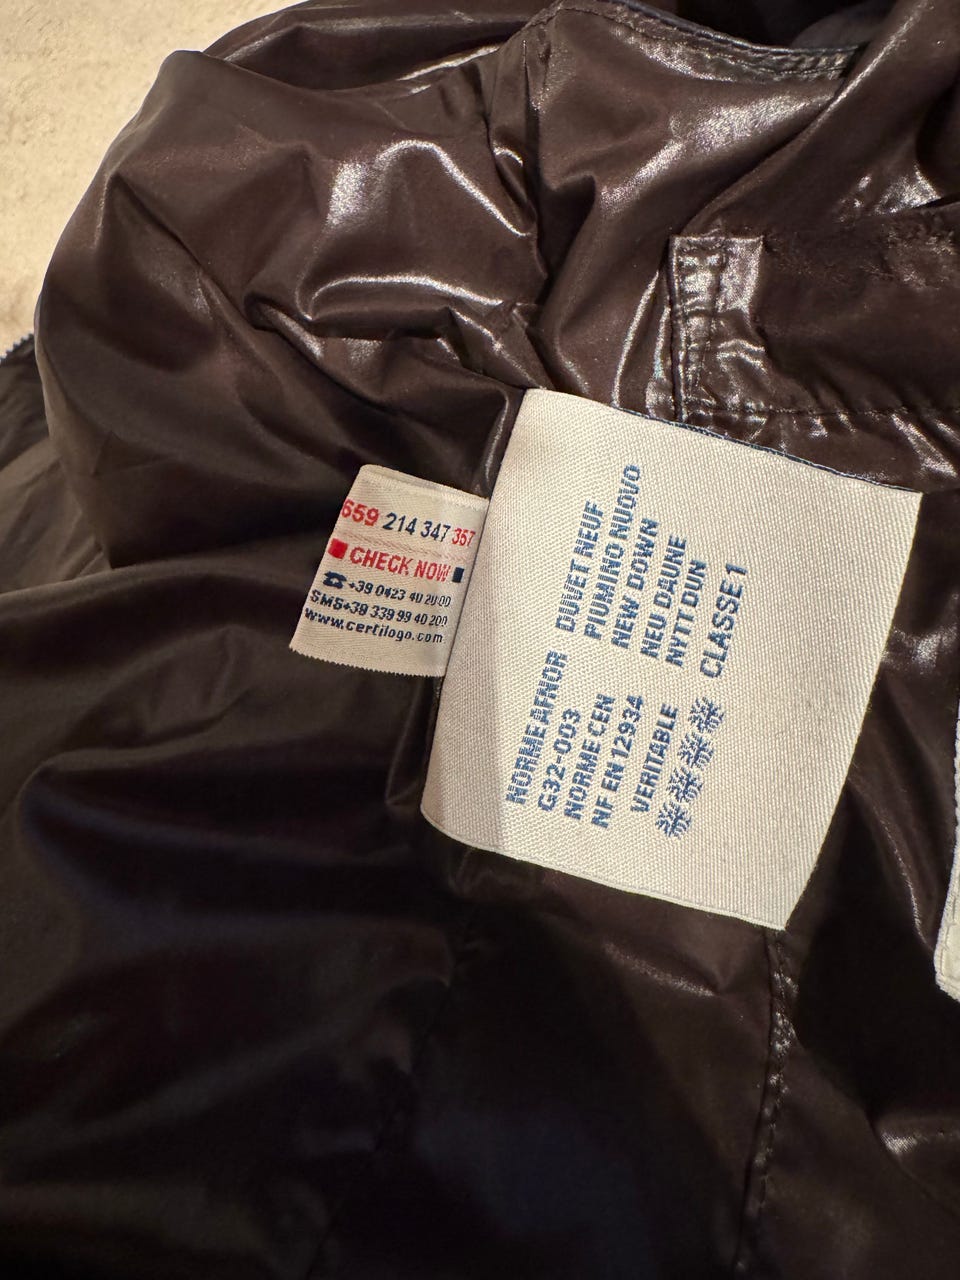 659 214 347 357
CHECK NOW
☎ +39 0423 40 20 00
SMS+39 339 99 40 200
www.certilogo.com
NORME AFNOR
G32-003
NORME CEN
NF EN 12934
VERITABLE
DUVET NEUF
PIUMINO NUOVO
NEW DOWN
NEU DAUNE
NYTT DUN
CLASSE 1